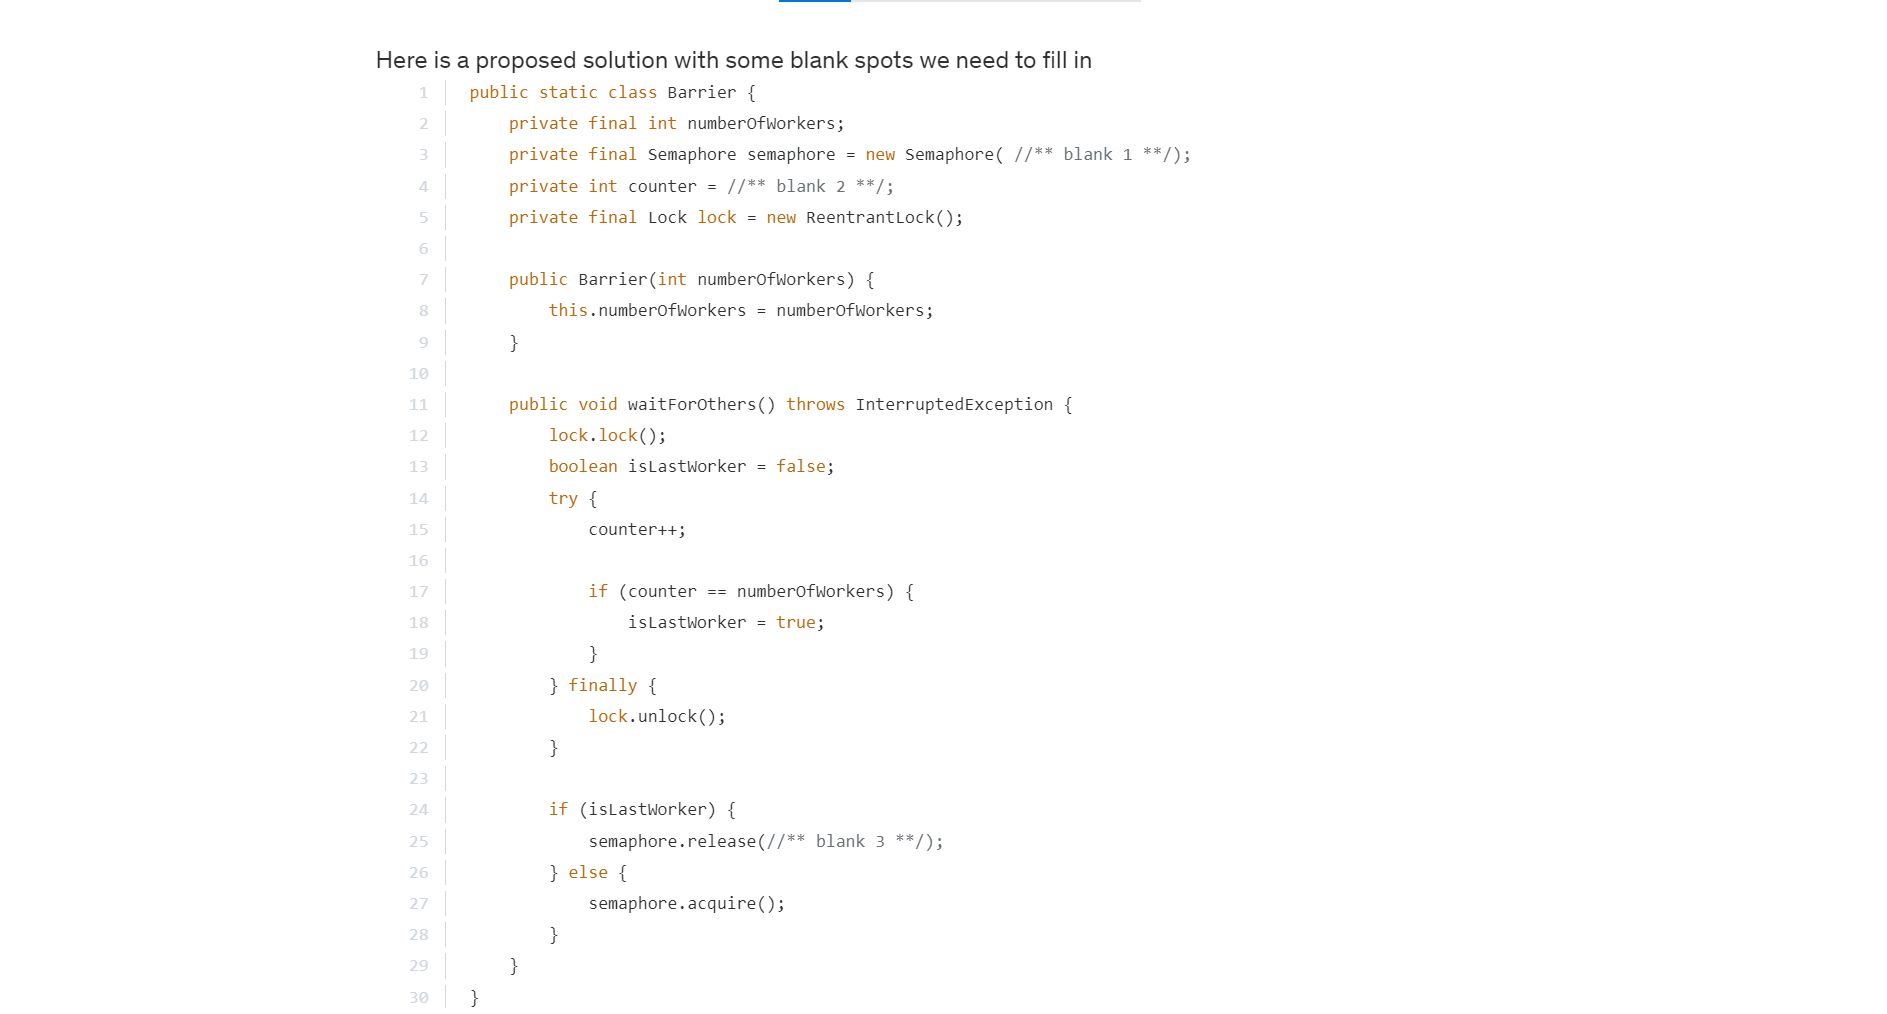 Here is a proposed solution with some blank spots we need to fill in
1 public static class Barrier {
2     private final int numberOfWorkers;
3     private final Semaphore semaphore = new Semaphore( //** blank 1 **/);
4     private int counter = //** blank 2 **/;
5     private final Lock lock = new ReentrantLock();
6
7     public Barrier(int numberOfWorkers) {
8         this.numberOfWorkers = numberOfWorkers;
9     }
10
11     public void waitForOthers() throws InterruptedException {
12         lock.lock();
13         boolean isLastWorker = false;
14         try {
15             counter++;
16
17             if (counter == numberOfWorkers) {
18                 isLastWorker = true;
19             }
20         } finally {
21             lock.unlock();
22         }
23
24         if (isLastWorker) {
25             semaphore.release(//** blank 3 **/);
26         } else {
27             semaphore.acquire();
28         }
29     }
30 }